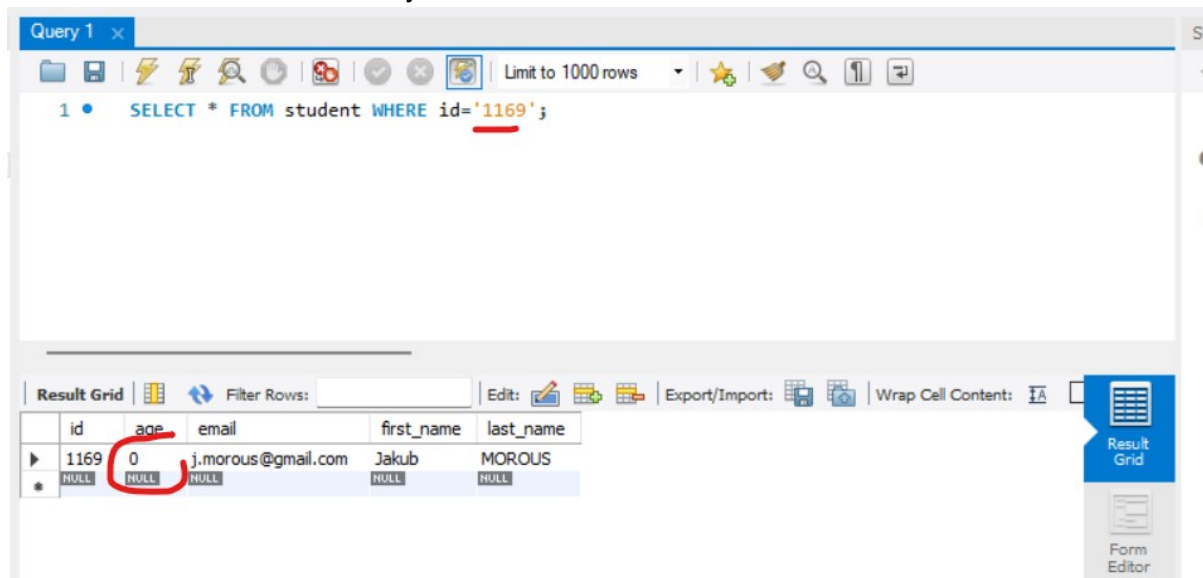 Query 1
S
Limit to 1000 rows
1 SELECT * FROM student WHERE id='1169';
Result Grid Filter Rows: Edit: Export/Import: Wrap Cell Content: IA
id age email first_name last_name
1169 0 j.morous@gmail.com Jakub MOROUS
NULL NULL NULL NULL NULL
Result
Grid
Form
Editor